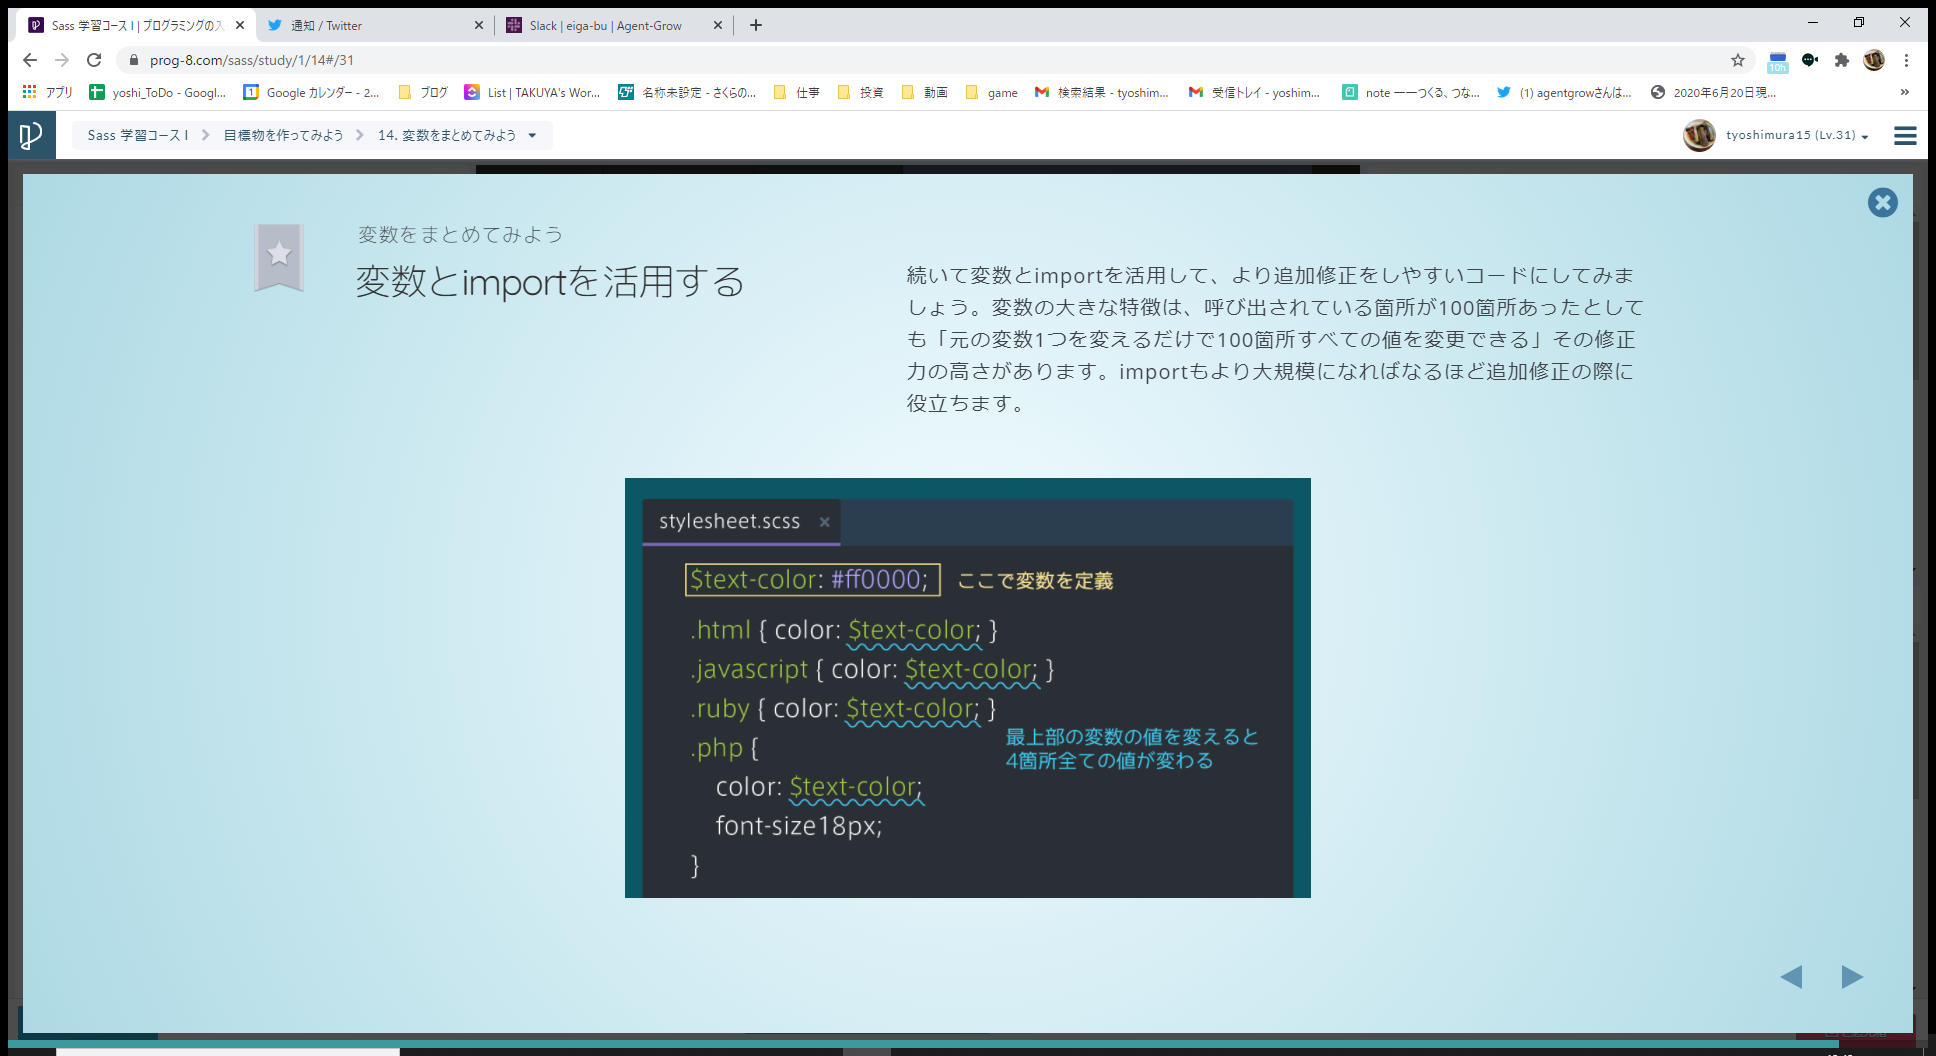 Sass 学習コース I | プログラミングの入
通知 / Twitter
Slack | eiga-bu | Agent-Grow
prog-8.com/sass/study/1/14#/31
10h
アプリ
yoshi_ToDo - Googl...
Google カレンダー - 2...
ブログ
List | TAKUYA's Wor...
名称未設定 - さくらの...
仕事
投資
動画
game
検索結果 - tyoshim...
受信トレイ - yoshim...
note ーーつくる、つな...
(1) agentgrowさんは...
2020年6月20日現...
Sass 学習コース I
目標物を作ってみよう
14. 変数をまとめてみよう
tyoshimura15 (Lv.31)
変数をまとめてみよう
変数とimportを活用する
続いて変数とimportを活用して、より追加修正をしやすいコードにしてみま
しょう。変数の大きな特徴は、呼び出されている箇所が100箇所あったとして
も「元の変数1つを変えるだけで100箇所すべての値を変更できる」その修正
力の高さがあります。importもより大規模になればなるほど追加修正の際に
役立ちます。
stylesheet.scss
$text-color: #ff0000; ここで変数を定義
.html { color: $text-color; }
.javascript { color: $text-color; }
.ruby { color: $text-color; }
最上部の変数の値を変えると
4箇所全ての値が変わる
.php {
color: $text-color;
font-size18px;
}